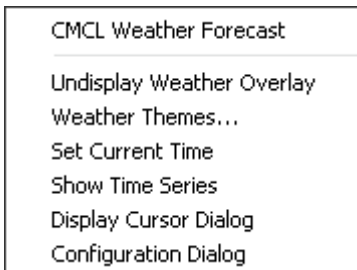 CMCL Weather Forecast
Undisplay Weather Overlay
Weather Themes...
Set Current Time
Show Time Series
Display Cursor Dialog
Configuration Dialog